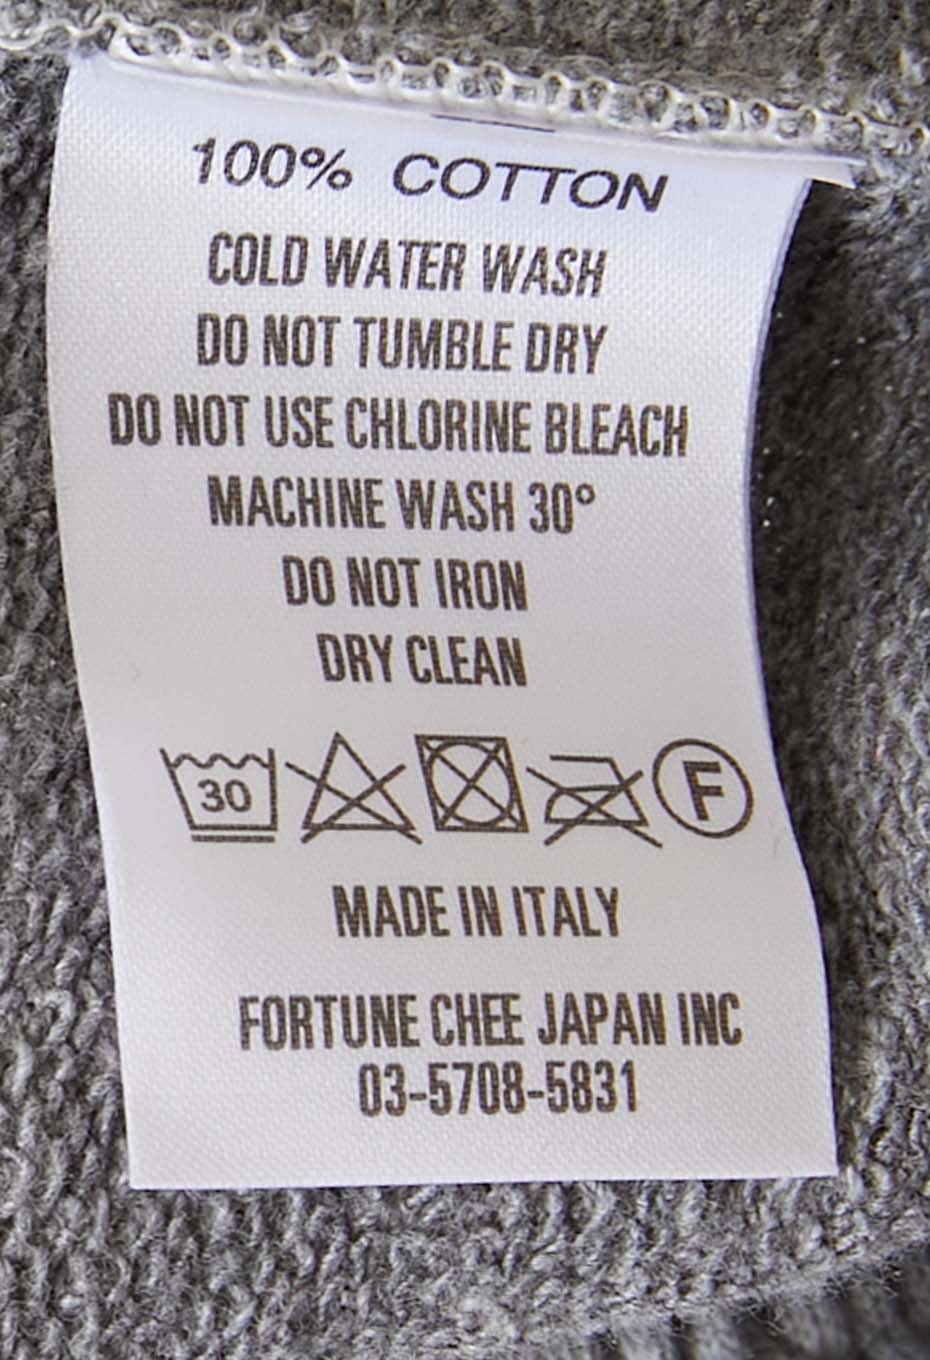 100% COTTON
COLD WATER WASH
DO NOT TUMBLE DRY
DO NOT USE CHLORINE BLEACH
MACHINE WASH 30°
DO NOT IRON
DRY CLEAN
30 F
MADE IN ITALY
FORTUNE CHEE JAPAN INC
03-5708-5831